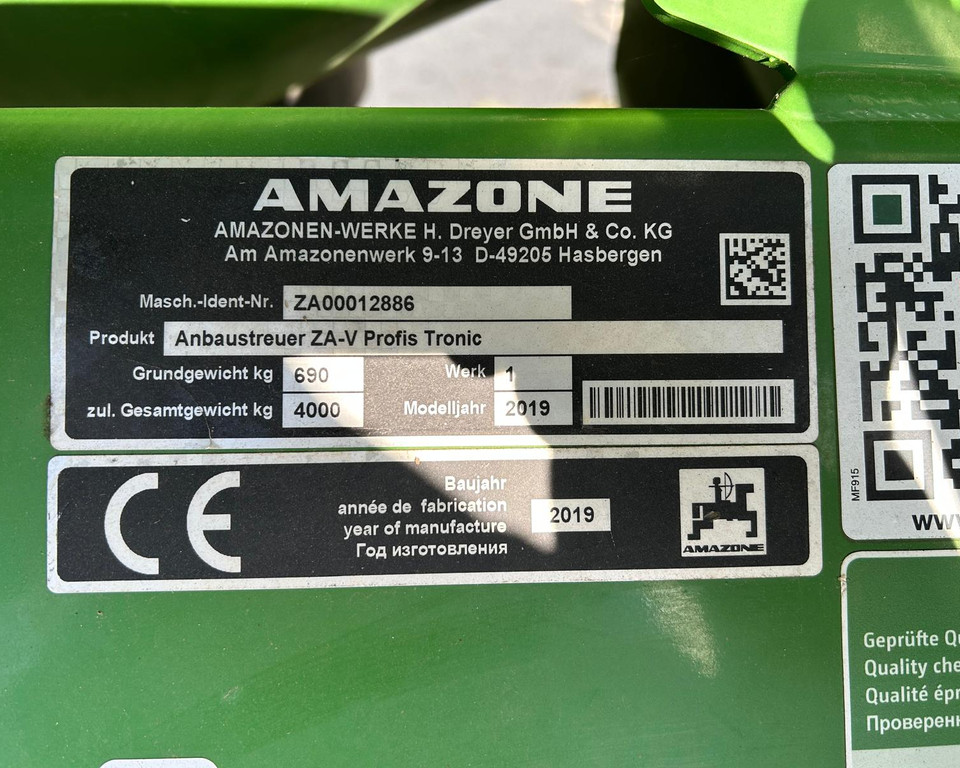 AMAZONE
AMAZONEN-WERKE H. Dreyer GmbH & Co. KG
Am Amazonenwerk 9-13 D-49205 Hasbergen
Masch.-Ident-Nr. ZA00012886
Produkt Anbaustreuer ZA-V Profis Tronic
Grundgewicht kg 690 Werk 1
zul. Gesamtgewicht kg 4000 Modelljahr 2019
CE
Baujahr
année de fabrication
year of manufacture
Год изготовления
2019
AMAZONE
MF915
www
Geprüfte
Quality
Qualité